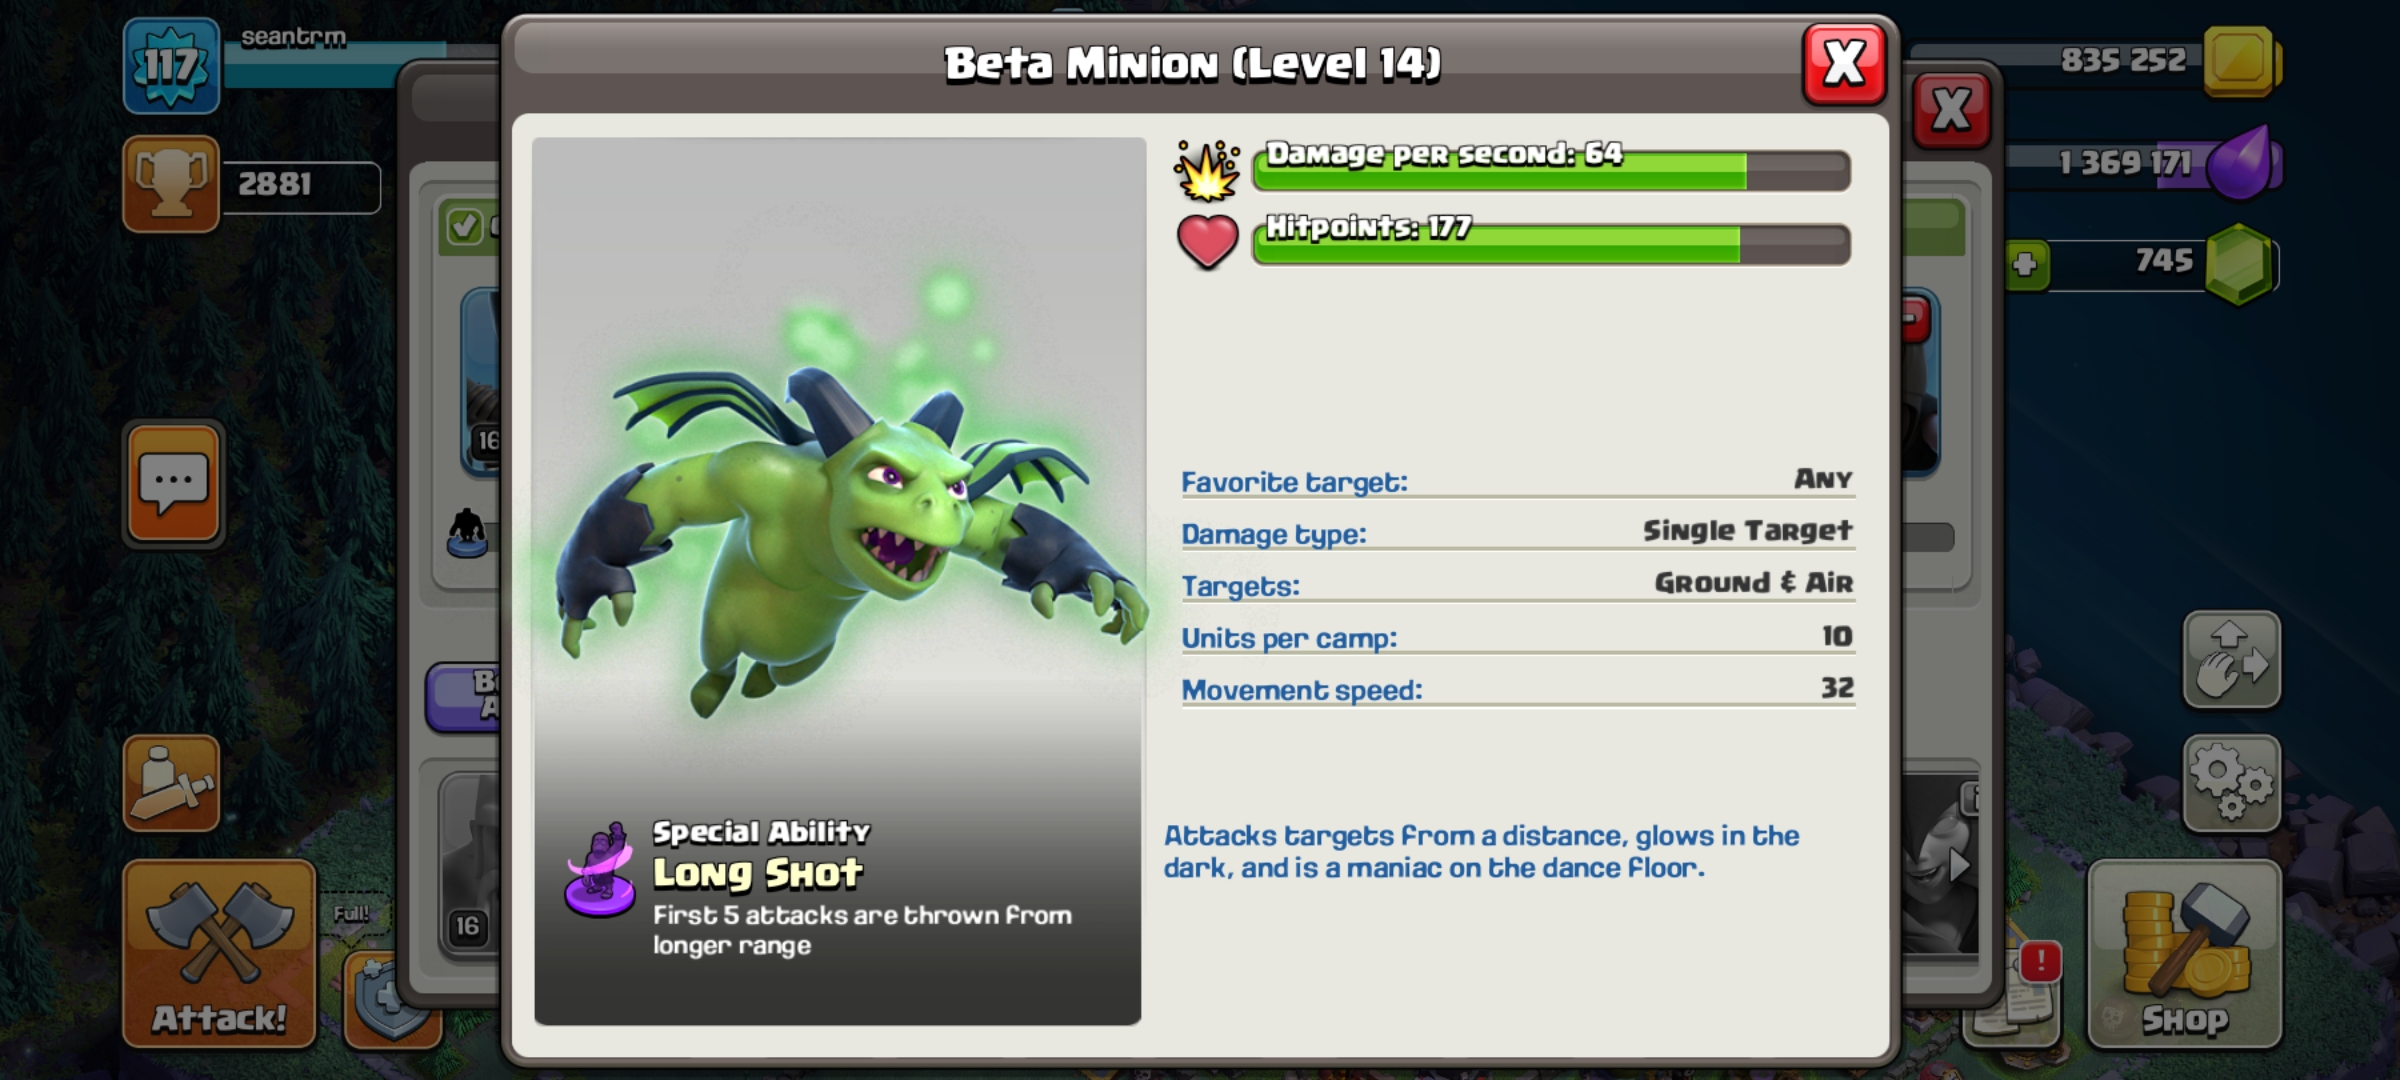 117
seantrm
2881
Beta Minion (Level 14)
X
X
835 252
1 369 171
745
Damage per second: 64
Hitpoints: 177
Favorite target: Any
Damage type: Single Target
Targets: Ground & Air
Units per camp: 10
Movement speed: 32
16
16
Special Ability
Long Shot
First 5 attacks are thrown from
longer range
Attacks targets from a distance, glows in the
dark, and is a maniac on the dance floor.
Full!
Attack!
!
Shop